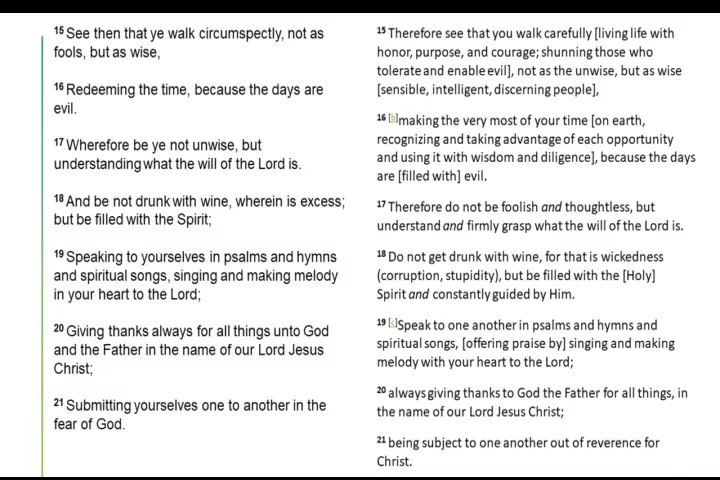 15 See then that ye walk circumspectly, not as
fools, but as wise,
16 Redeeming the time, because the days are
evil.
17 Wherefore be ye not unwise, but
understanding what the will of the Lord is.
18 And be not drunk with wine, wherein is excess;
but be filled with the Spirit;
19 Speaking to yourselves in psalms and hymns
and spiritual songs, singing and making melody
in your heart to the Lord;
20 Giving thanks always for all things unto God
and the Father in the name of our Lord Jesus
Christ;
21 Submitting yourselves one to another in the
fear of God.
15 Therefore see that you walk carefully [living life with
honor, purpose, and courage; shunning those who
tolerate and enable evil], not as the unwise, but as wise
[sensible, intelligent, discerning people],
16 [b]making the very most of your time [on earth,
recognizing and taking advantage of each opportunity
and using it with wisdom and diligence], because the days
are [filled with] evil.
17 Therefore do not be foolish and thoughtless, but
understand and firmly grasp what the will of the Lord is.
18 Do not get drunk with wine, for that is wickedness
(corruption, stupidity), but be filled with the [Holy]
Spirit and constantly guided by Him.
19 [c]Speak to one another in psalms and hymns and
spiritual songs, [offering praise by] singing and making
melody with your heart to the Lord;
20 always giving thanks to God the Father for all things, in
the name of our Lord Jesus Christ;
21 being subject to one another out of reverence for
Christ.